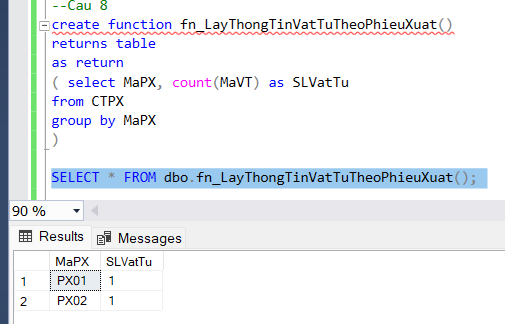 --Cau 8
create function fn_LayThongTinVatTuTheoPhieuXuat()
returns table
as return
( select MaPX, count(MaVT) as SLVatTu
from CTPX
group by MaPX
)
SELECT * FROM dbo.fn_LayThongTinVatTuTheoPhieuXuat();
90 %
Results Messages
MaPX SLVatTu
1 PX01 1
2 PX02 1